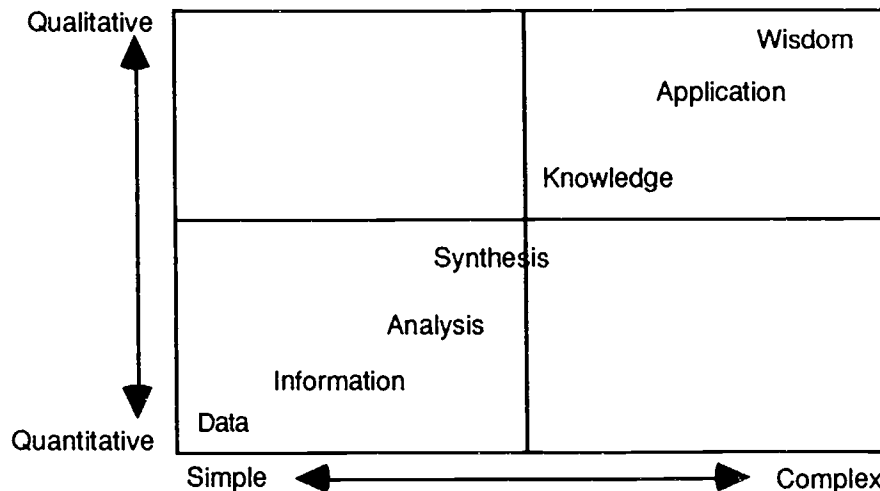 Qualitative
Wisdom
Application
Knowledge
Synthesis
Analysis
Information
Data
Quantitative
Simple
Complex